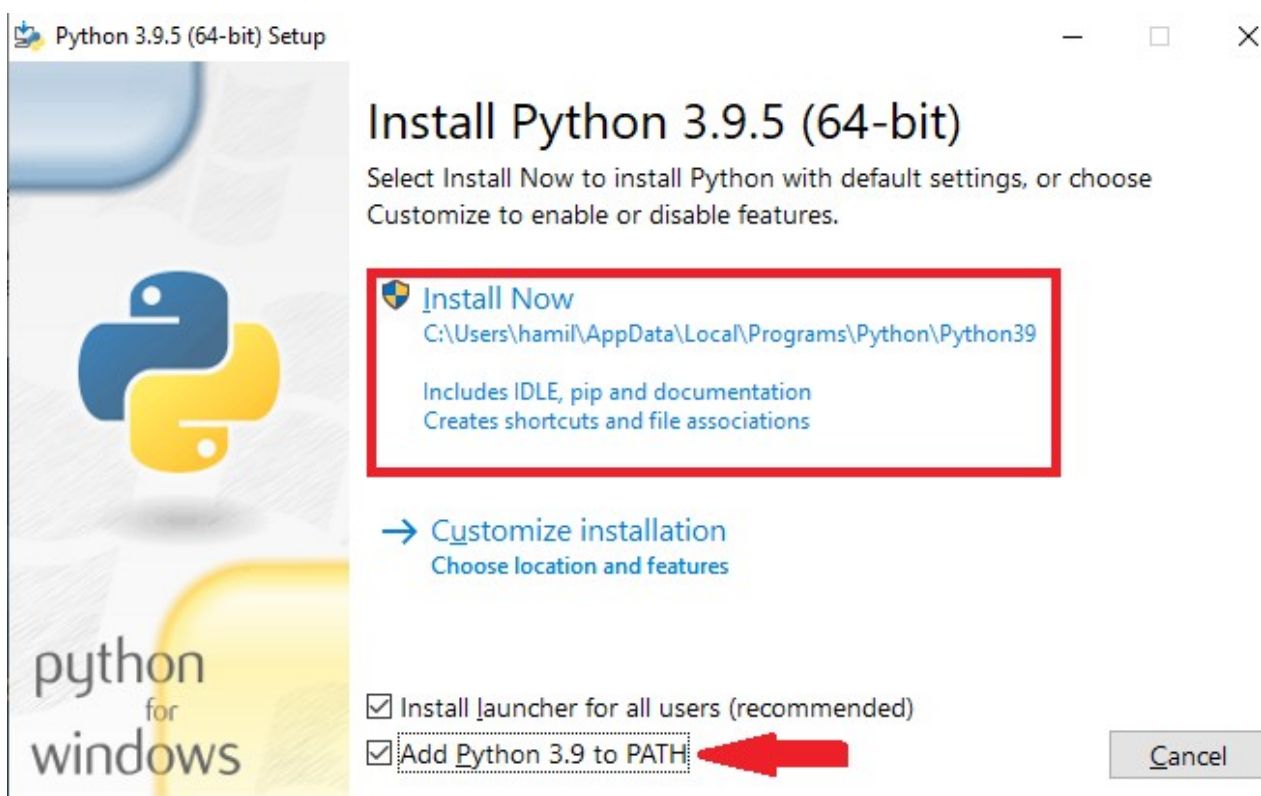 Python 3.9.5 (64-bit) Setup
Install Python 3.9.5 (64-bit)
Select Install Now to install Python with default settings, or choose
Customize to enable or disable features.
Install Now
C:\Users\hamil\AppData\Local\Programs\Python\Python39
Includes IDLE, pip and documentation
Creates shortcuts and file associations
Customize installation
Choose location and features
python
for
windows
Install launcher for all users (recommended)
Add Python 3.9 to PATH
Cancel